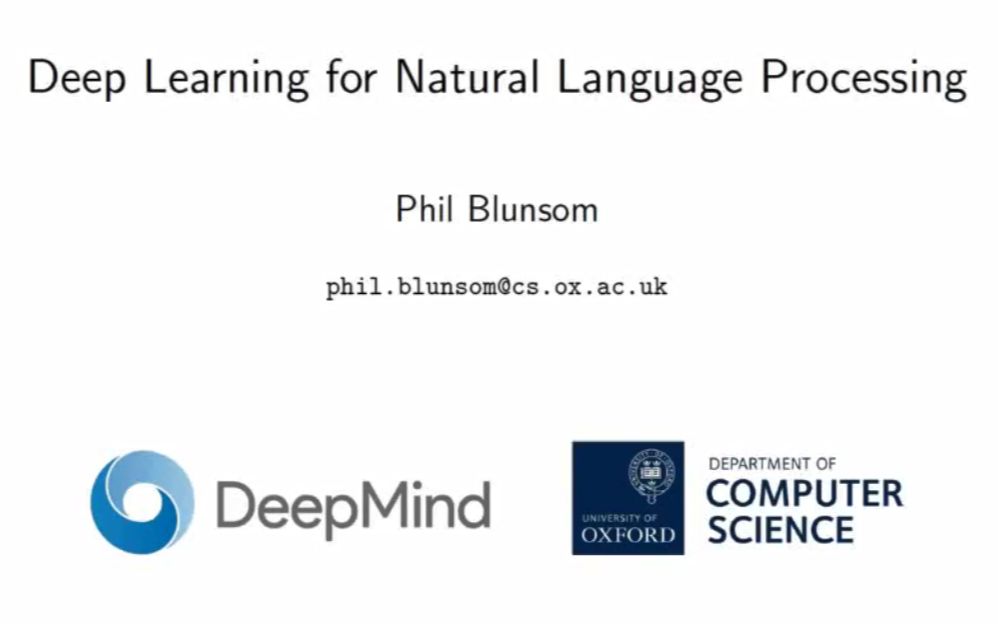 Deep Learning for Natural Language Processing
Phil Blunsom
phil.blunsom@cs.ox.ac.uk
DeepMind
UNIVERSITY OF
OXFORD
DEPARTMENT OF
COMPUTER
SCIENCE